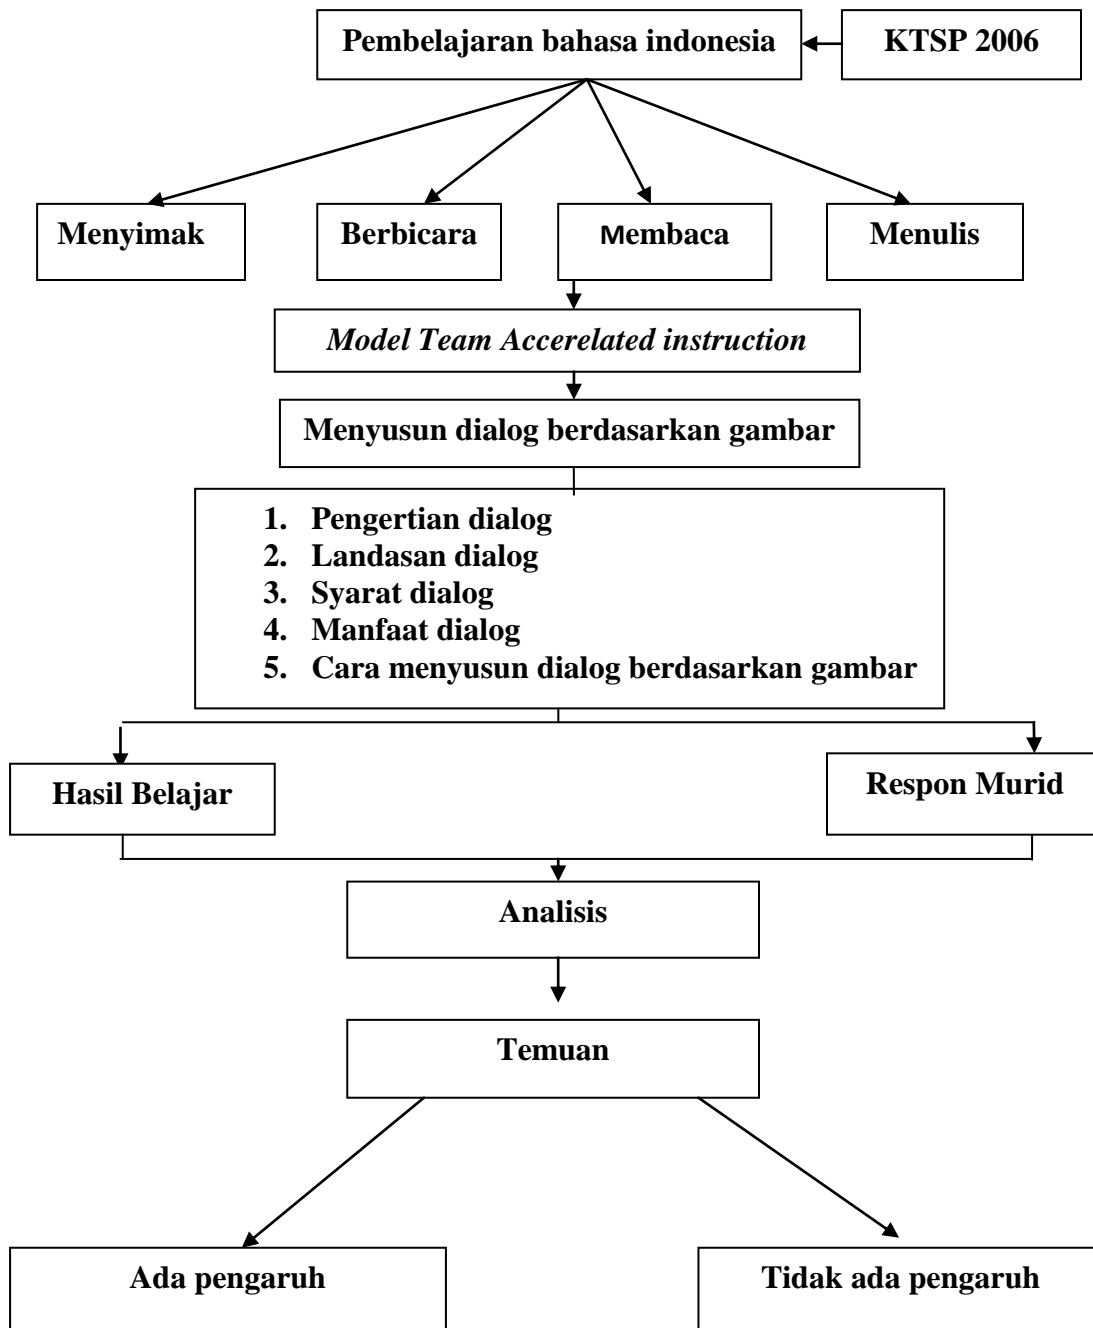 Pembelajaran bahasa indonesia
KTSP 2006
Menyimak
Berbicara
Membaca
Menulis
Model Team Accerelated instruction
Menyusun dialog berdasarkan gambar
1. Pengertian dialog
2. Landasan dialog
3. Syarat dialog
4. Manfaat dialog
5. Cara menyusun dialog berdasarkan gambar
Hasil Belajar
Respon Murid
Analisis
Temuan
Ada pengaruh
Tidak ada pengaruh